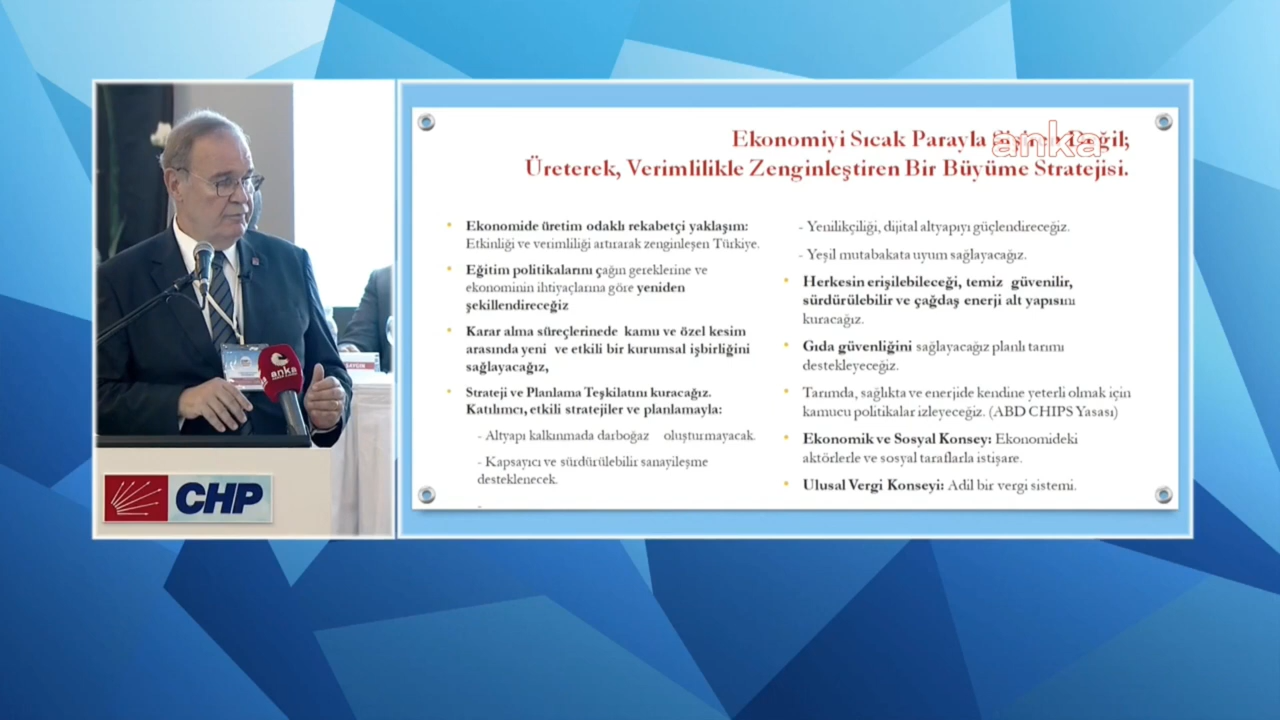 anka
Ekonomiyi Sıcak Parayla
Üreterek, Verimlilikle Zenginleştiren Bir Büyüme Stratejisi.
Ekonomide üretim odaklı rekabetçi yaklaşım:
Etkinliği ve verimliliği artırarak zenginleşen Türkiye.
Eğitim politikalarını çağın gereklerine ve
ekonominin ihtiyaçlarına göre yeniden
şekillendireceğiz
Karar alma süreçlerinede kamu ve özel kesim
arasında yeni ve etkili bir kurumsal işbirliğini
sağlayacağız,
Strateji ve Planlama Teşkilatını kuracağız.
Katılımcı, etkili stratejiler ve planlamayla:
- Altyapı kalkınmada darboğaz oluşturmayacak.
- Kapsayıcı ve sürdürülebilir sanayileşme
desteklenecek.
-
- Yenilikçiliği, dijital altyapıyı güçlendireceğiz.
- Yeşil mutabakata uyum sağlayacağız.
Herkesin erişilebileceği, temiz güvenilir,
sürdürülebilir ve çağdaş enerji alt yapısını
kuracağız.
Gıda güvenliğini sağlayacağız planlı tarımı
destekleyeceğiz.
Tarımda, sağlıkta ve enerjide kendine yeterli olmak için
kamucu politikalar izleyeceğiz. (ABD CHIPS Yasası)
Ekonomik ve Sosyal Konsey: Ekonomideki
aktörlerle ve sosyal taraflarla istişare.
Ulusal Vergi Konseyi: Adil bir vergi sistemi.
anka
CHP